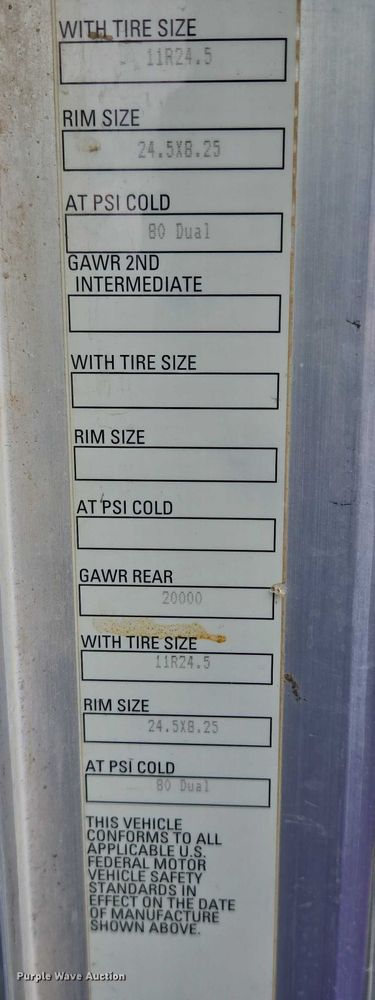 WITH TIRE SIZE
11R24.5
RIM SIZE
24.5X8.25
AT PSI COLD
80 Dual
GAWR 2ND
INTERMEDIATE
WITH TIRE SIZE
RIM SIZE
AT PSI COLD
GAWR REAR
20000
WITH TIRE SIZE
11R24.5
RIM SIZE
24.5X8.25
AT PSI COLD
80 Dual
THIS VEHICLE
CONFORMS TO ALL
APPLICABLE U.S.
FEDERAL MOTOR
VEHICLE SAFETY
STANDARDS IN
EFFECT ON THE DATE
OF MANUFACTURE
SHOWN ABOVE.
Purple Wave Auction